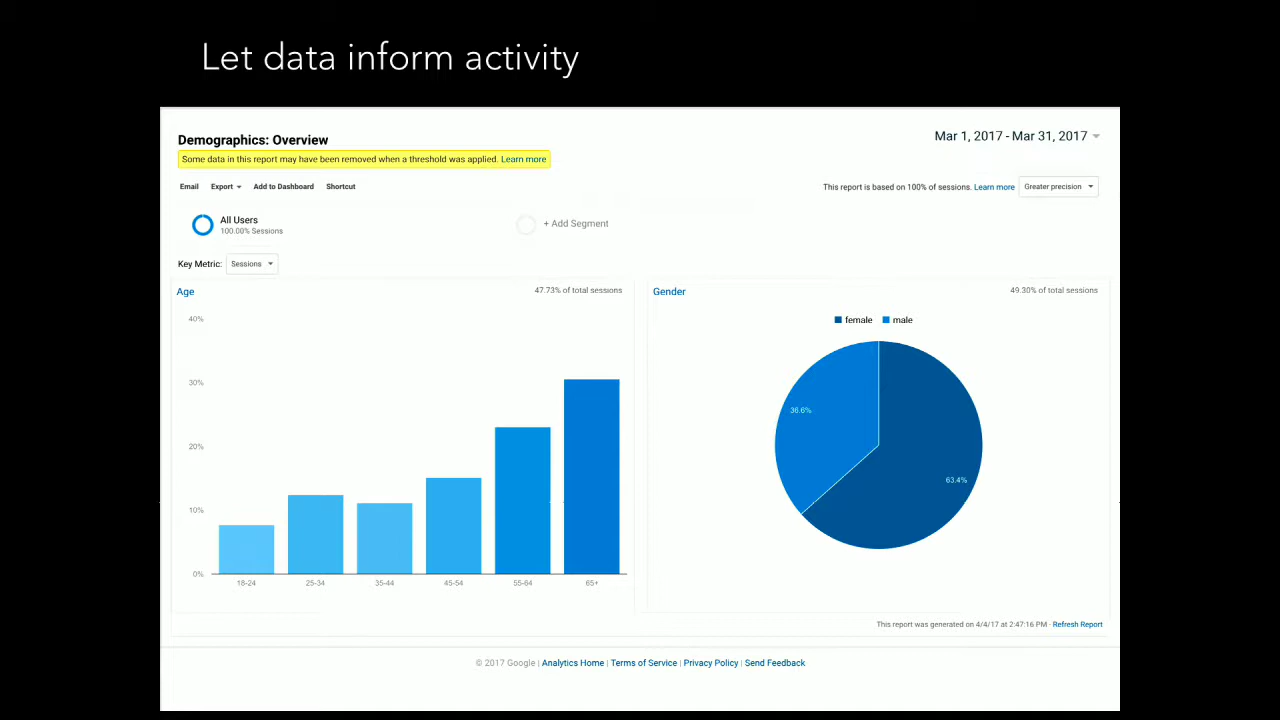 Let data inform activity
Demographics: Overview
Mar 1, 2017 - Mar 31, 2017
Some data in this report may have been removed when a threshold was applied. Learn more
Email Export Add to Dashboard Shortcut
This report is based on 100% of sessions. Learn more Greater precision
All Users
100.00% Sessions
+ Add Segment
Key Metric: Sessions
Age
47.73% of total sessions
40%
30%
20%
10%
0%
18-24 25-34 35-44 45-54 55-64 65+
Gender
49.30% of total sessions
female male
36.6%
63.4%
This report was generated on 4/4/17 at 2:47:16 PM - Refresh Report
© 2017 Google | Analytics Home | Terms of Service | Privacy Policy | Send Feedback